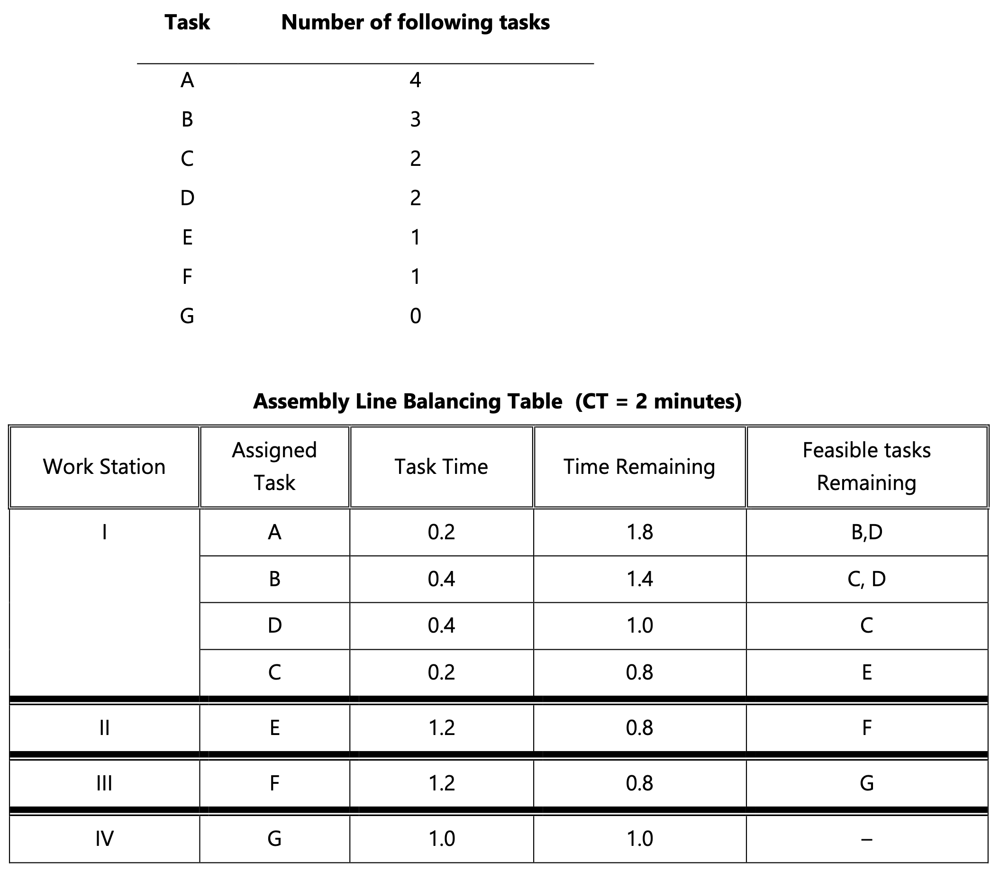 Task Number of following tasks
A 4
B 3
C 2
D 2
E 1
F 1
G 0
Assembly Line Balancing Table (CT = 2 minutes)
Work Station Assigned Task Task Time Time Remaining Feasible tasks Remaining
I A 0.2 1.8 B,D
B 0.4 1.4 C, D
D 0.4 1.0 C
C 0.2 0.8 E
II E 1.2 0.8 F
III F 1.2 0.8 G
IV G 1.0 1.0 –